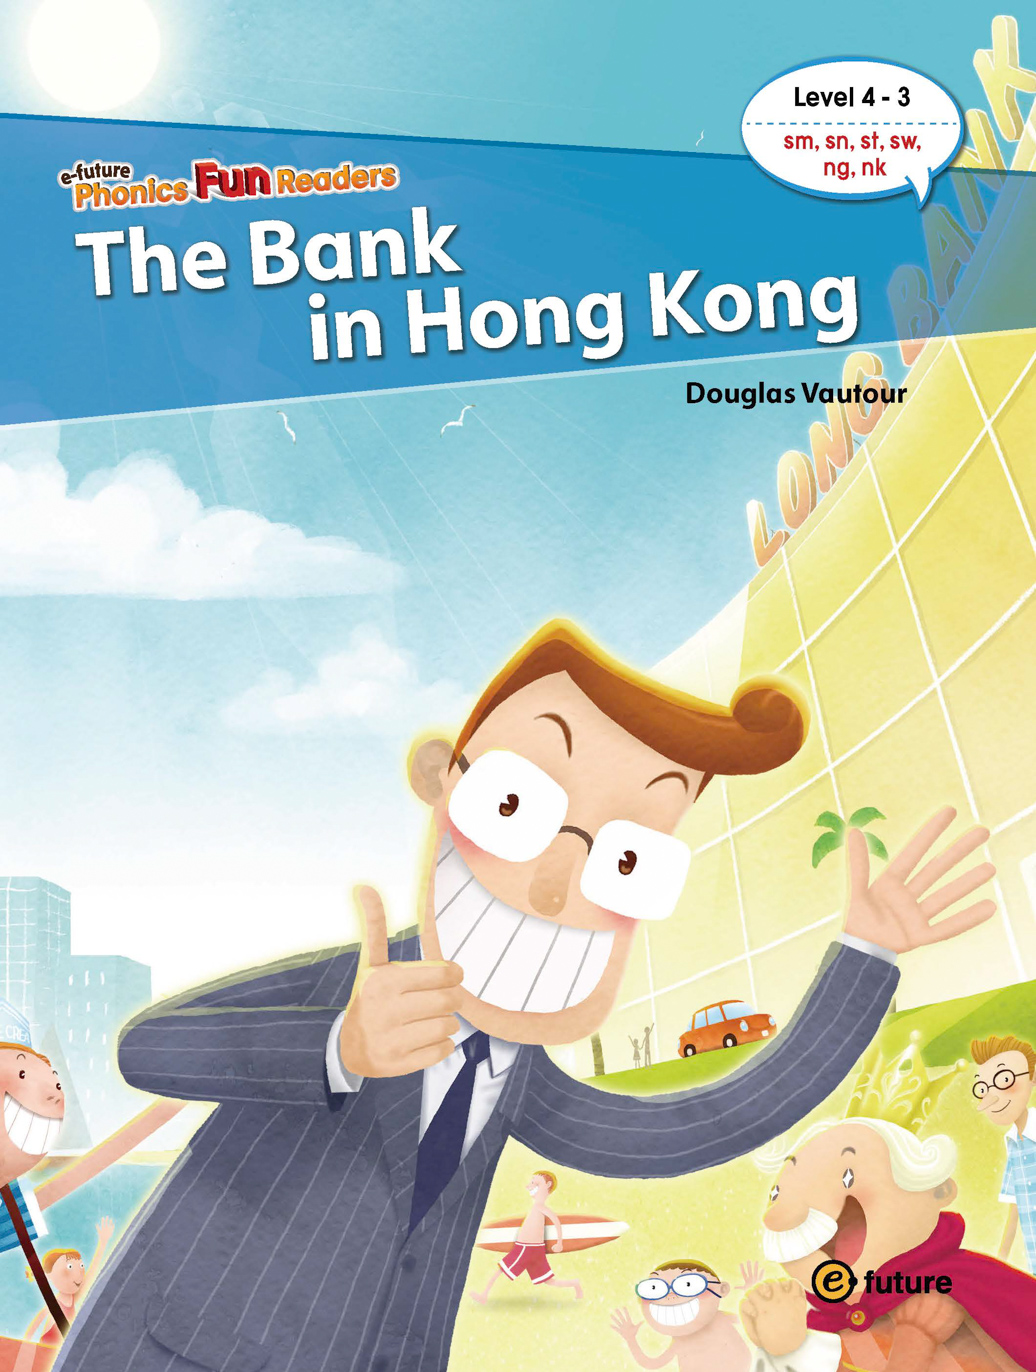 Level 4 - 3
sm, sn, st, sw,
ng, nk
e-future
Phonics Fun Readers
The Bank
in Hong Kong
Douglas Vautour
LONG BANK
e future